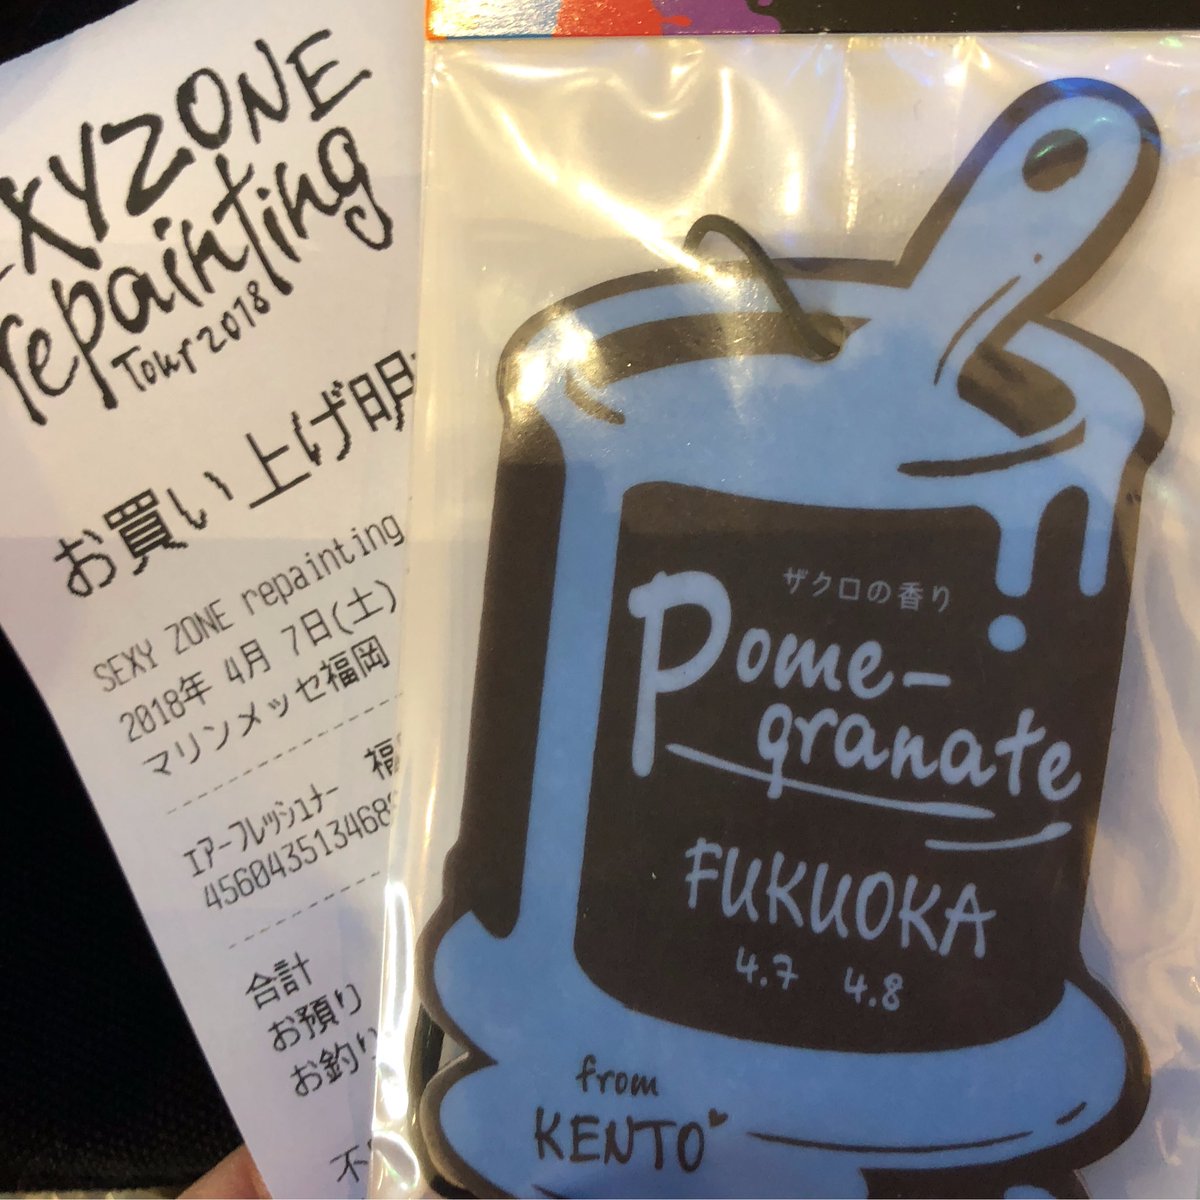 XYZONE
repainting
Tour2018
お買い上げ明
SEXY ZONE repainting
2018年 4月 7日(土)
マリンメッセ福岡
ｴｱｰﾌﾚｯｼｭﾅｰ 福
456043513468
合計
お預り
お釣り
不
ザクロの香り
Pome-
granate
FUKUOKA
4.7 4.8
from
KENTO♥